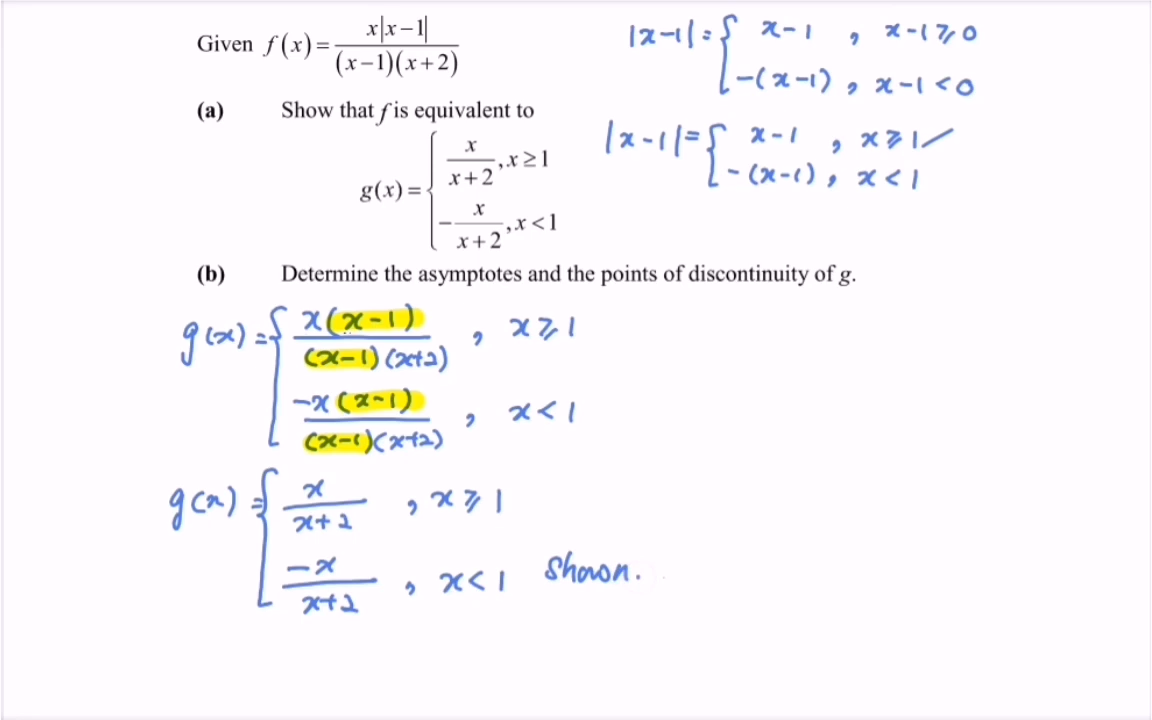 Given f(x) = x|x−1| / (x−1)(x+2)
|x-1| = { x-1 , x-1 ⩾ 0
-(x-1) , x-1 < 0
(a) Show that f is equivalent to
g(x) = { x / x+2 , x ≥ 1
− x / x+2 , x < 1
|x-1| = { x-1 , x ⩾ 1 ✓
-(x-1) , x < 1
(b) Determine the asymptotes and the points of discontinuity of g.
g(x) = { x(x-1) / (x-1)(x+2) , x ⩾ 1
-x(x-1) / (x-1)(x+2) , x < 1
g(x) = { x / x+2 , x ⩾ 1
-x / x+2 , x < 1 Shown.